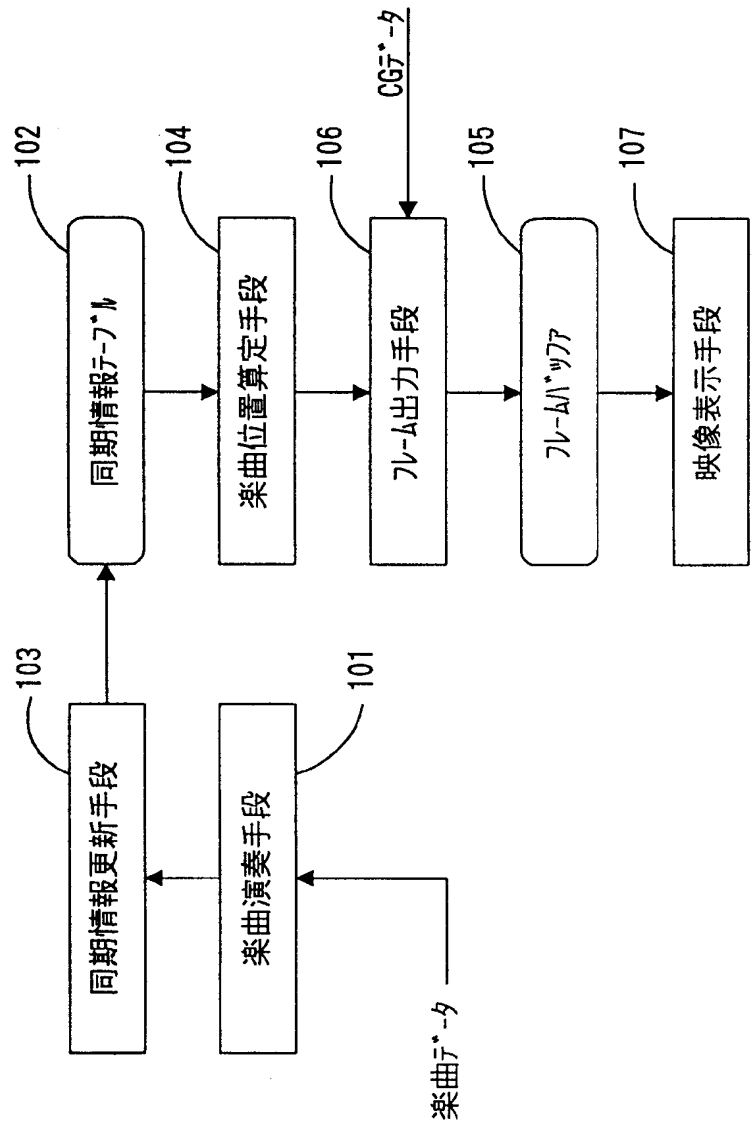 103
同期情報更新手段
102
同期情報テーブル
101
楽曲演奏手段
楽曲データ
104
楽曲位置算定手段
CGデータ
106
フレーム出力手段
105
フレームバッファ
107
映像表示手段